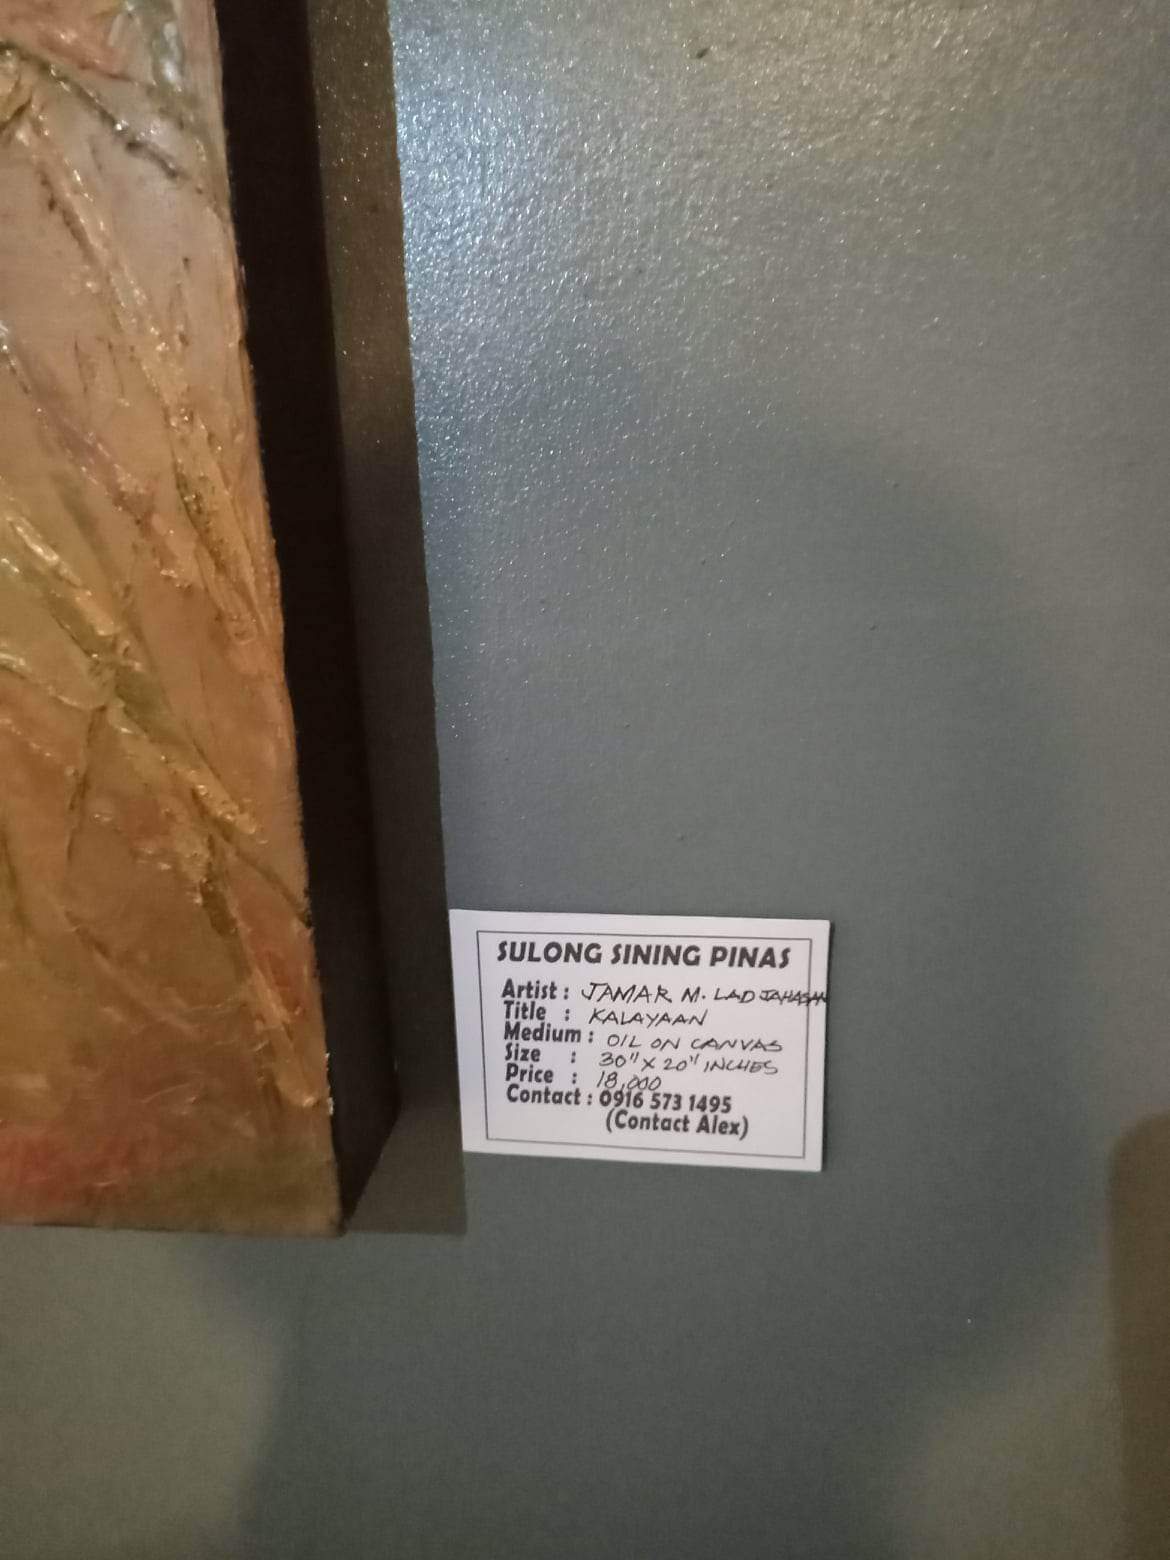 SULONG SINING PINAS
Artist : JAMAR M. LADJAHASAN
Title : KALAYAAN
Medium : OIL ON CANVAS
Size : 30" X 20" INCHES
Price : 18,000
Contact : 0916 573 1495
(Contact Alex)